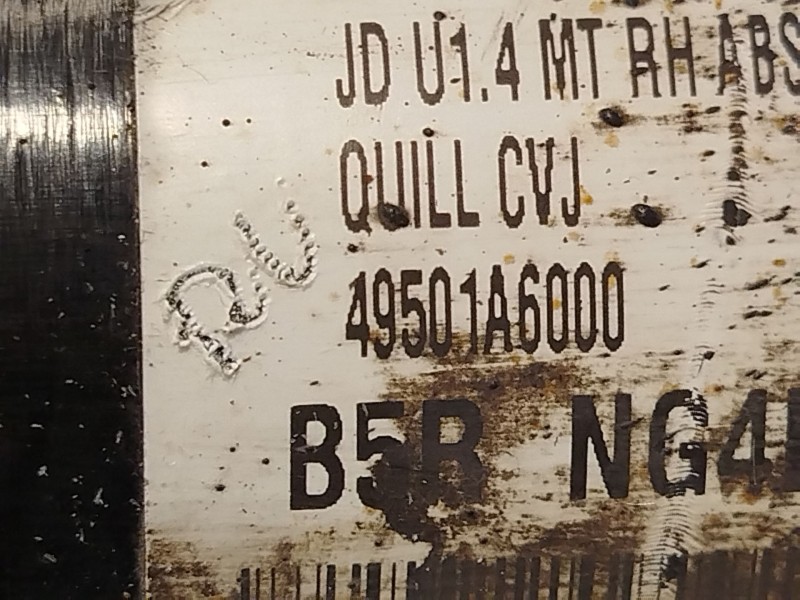 JD U1.4 MT RH ABS
QUILL CVJ
49501A6000
B5R NG4